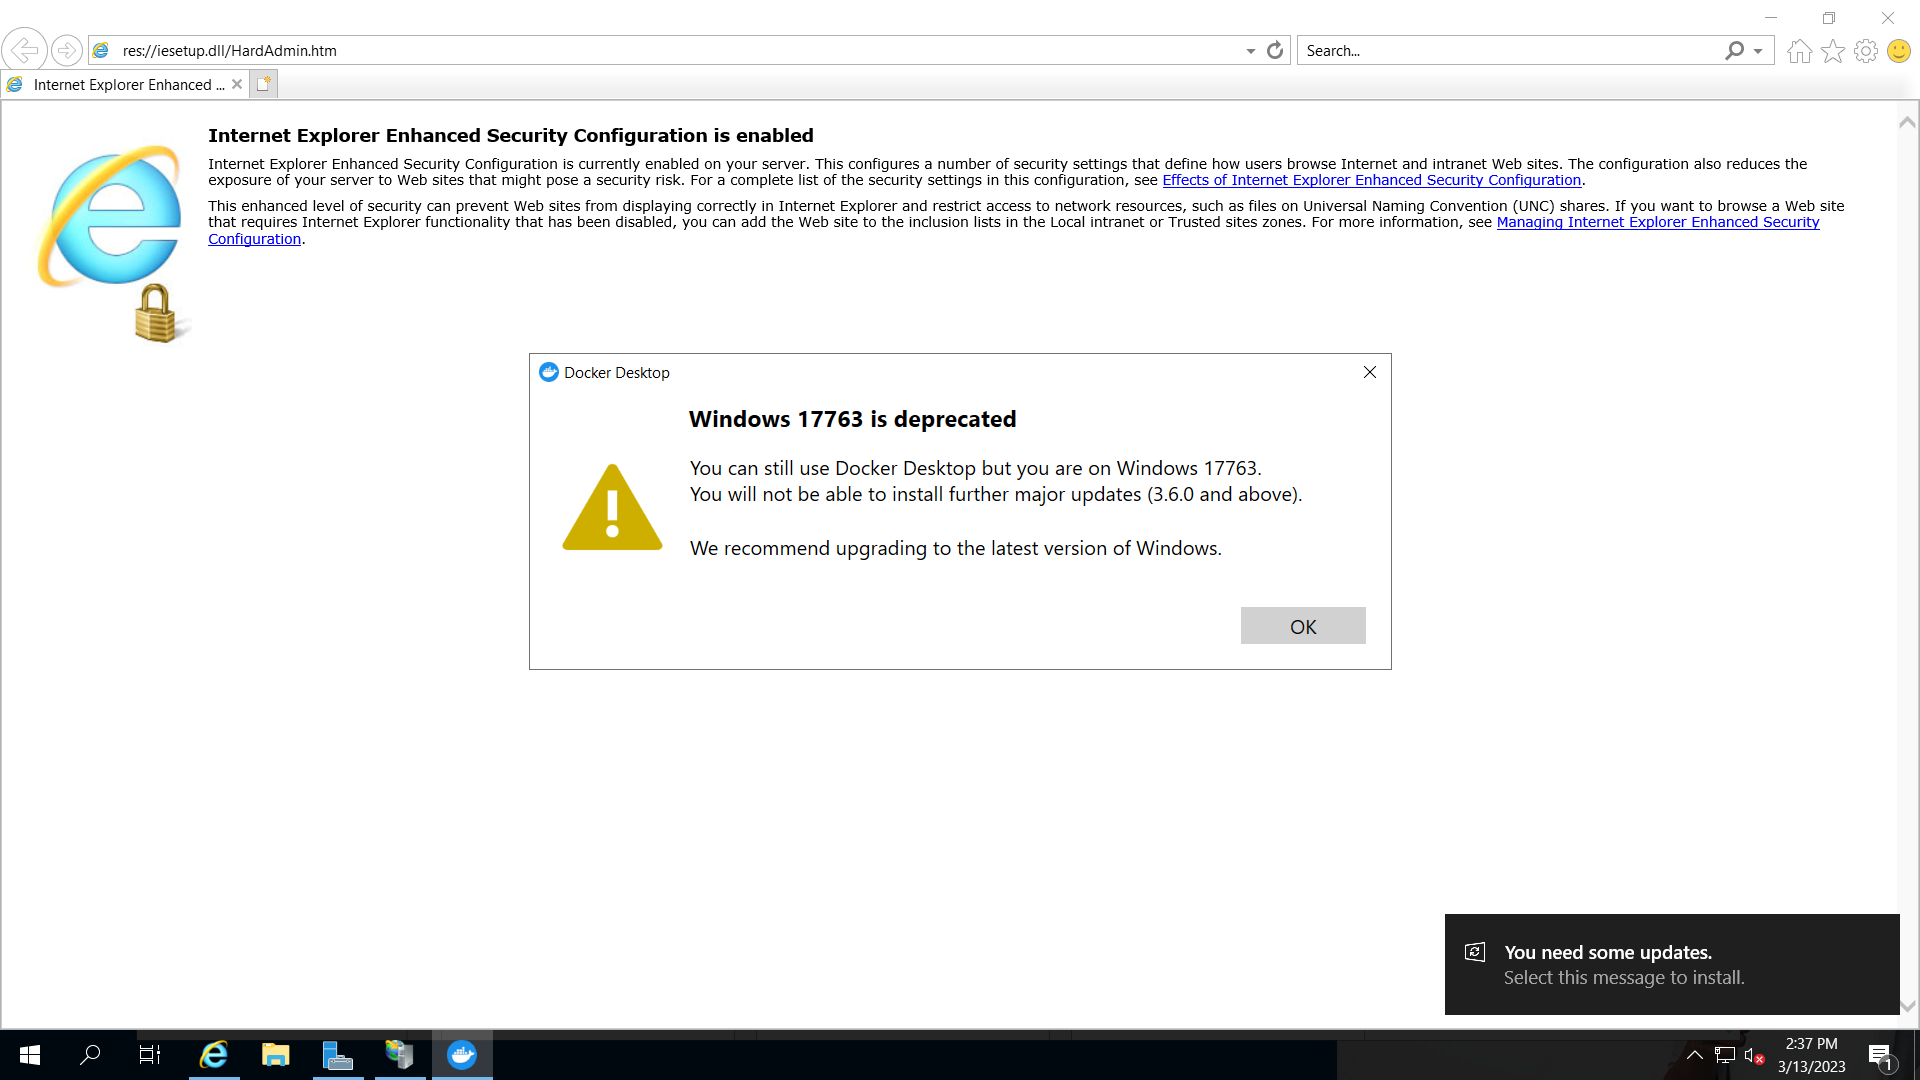 res://iesetup.dll/HardAdmin.htm
Search...
Internet Explorer Enhanced ...
Internet Explorer Enhanced Security Configuration is enabled
Internet Explorer Enhanced Security Configuration is currently enabled on your server. This configures a number of security settings that define how users browse Internet and intranet Web sites. The configuration also reduces the
exposure of your server to Web sites that might pose a security risk. For a complete list of the security settings in this configuration, see Effects of Internet Explorer Enhanced Security Configuration.
This enhanced level of security can prevent Web sites from displaying correctly in Internet Explorer and restrict access to network resources, such as files on Universal Naming Convention (UNC) shares. If you want to browse a Web site
that requires Internet Explorer functionality that has been disabled, you can add the Web site to the inclusion lists in the Local intranet or Trusted sites zones. For more information, see Managing Internet Explorer Enhanced Security
Configuration.
Docker Desktop
Windows 17763 is deprecated
You can still use Docker Desktop but you are on Windows 17763.
You will not be able to install further major updates (3.6.0 and above).
We recommend upgrading to the latest version of Windows.
OK
You need some updates.
Select this message to install.
2:37 PM
3/13/2023
1